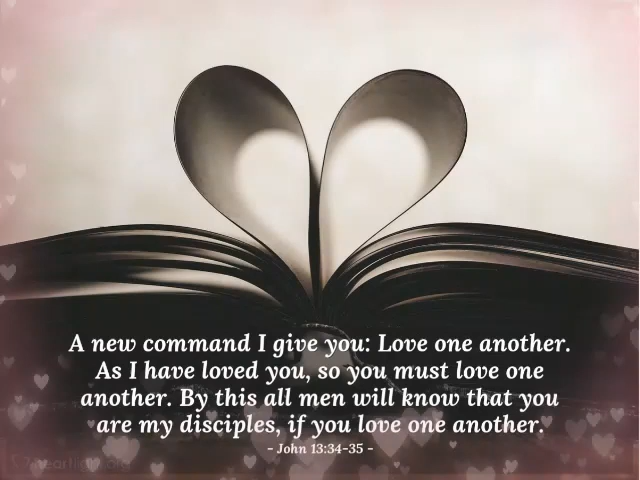 A new command I give you: Love one another.
As I have loved you, so you must love one
another. By this all men will know that you
are my disciples, if you love one another.
- John 13:34-35 -